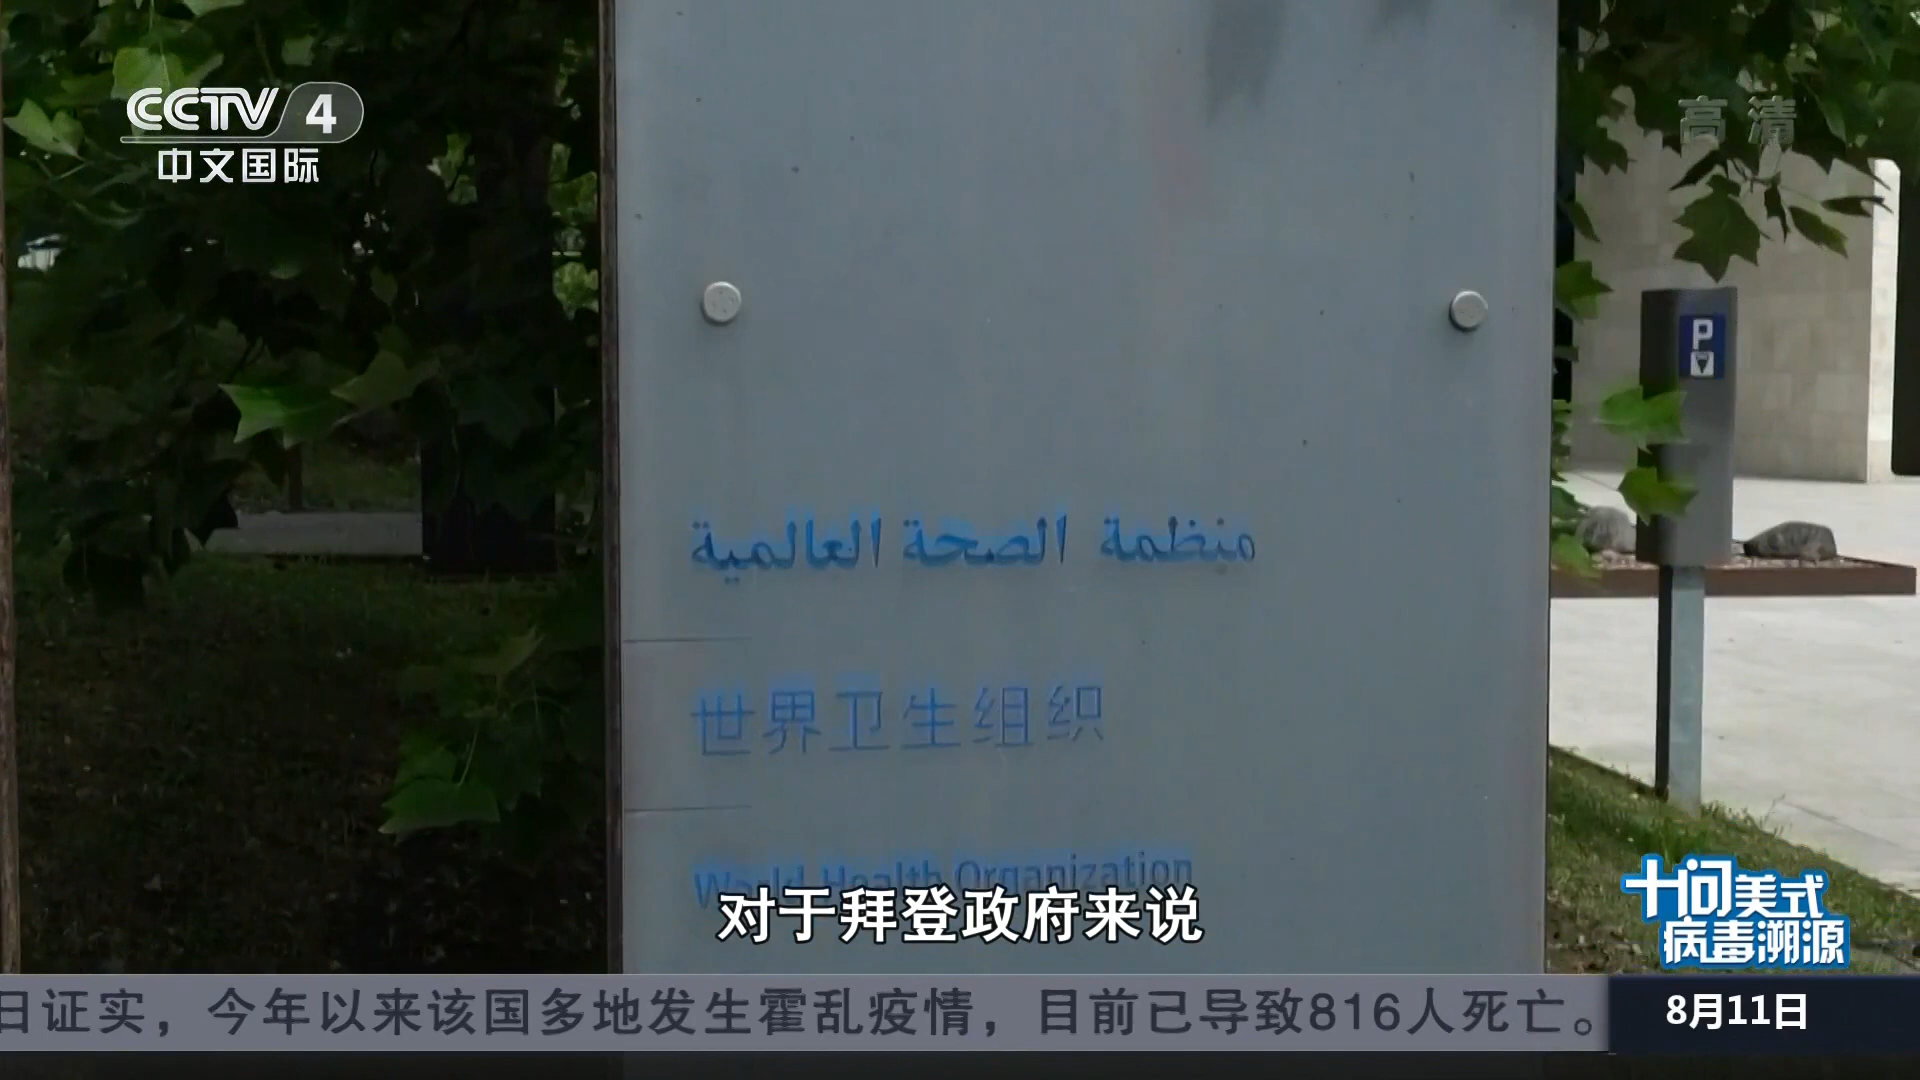 CCTV 4
中文国际
高清
P
منظمة الصحة العالمية
世界卫生组织
World Health Organization
对于拜登政府来说
十问美式
病毒溯源
日证实，今年以来该国多地发生霍乱疫情，目前已导致816人死亡。
8月11日